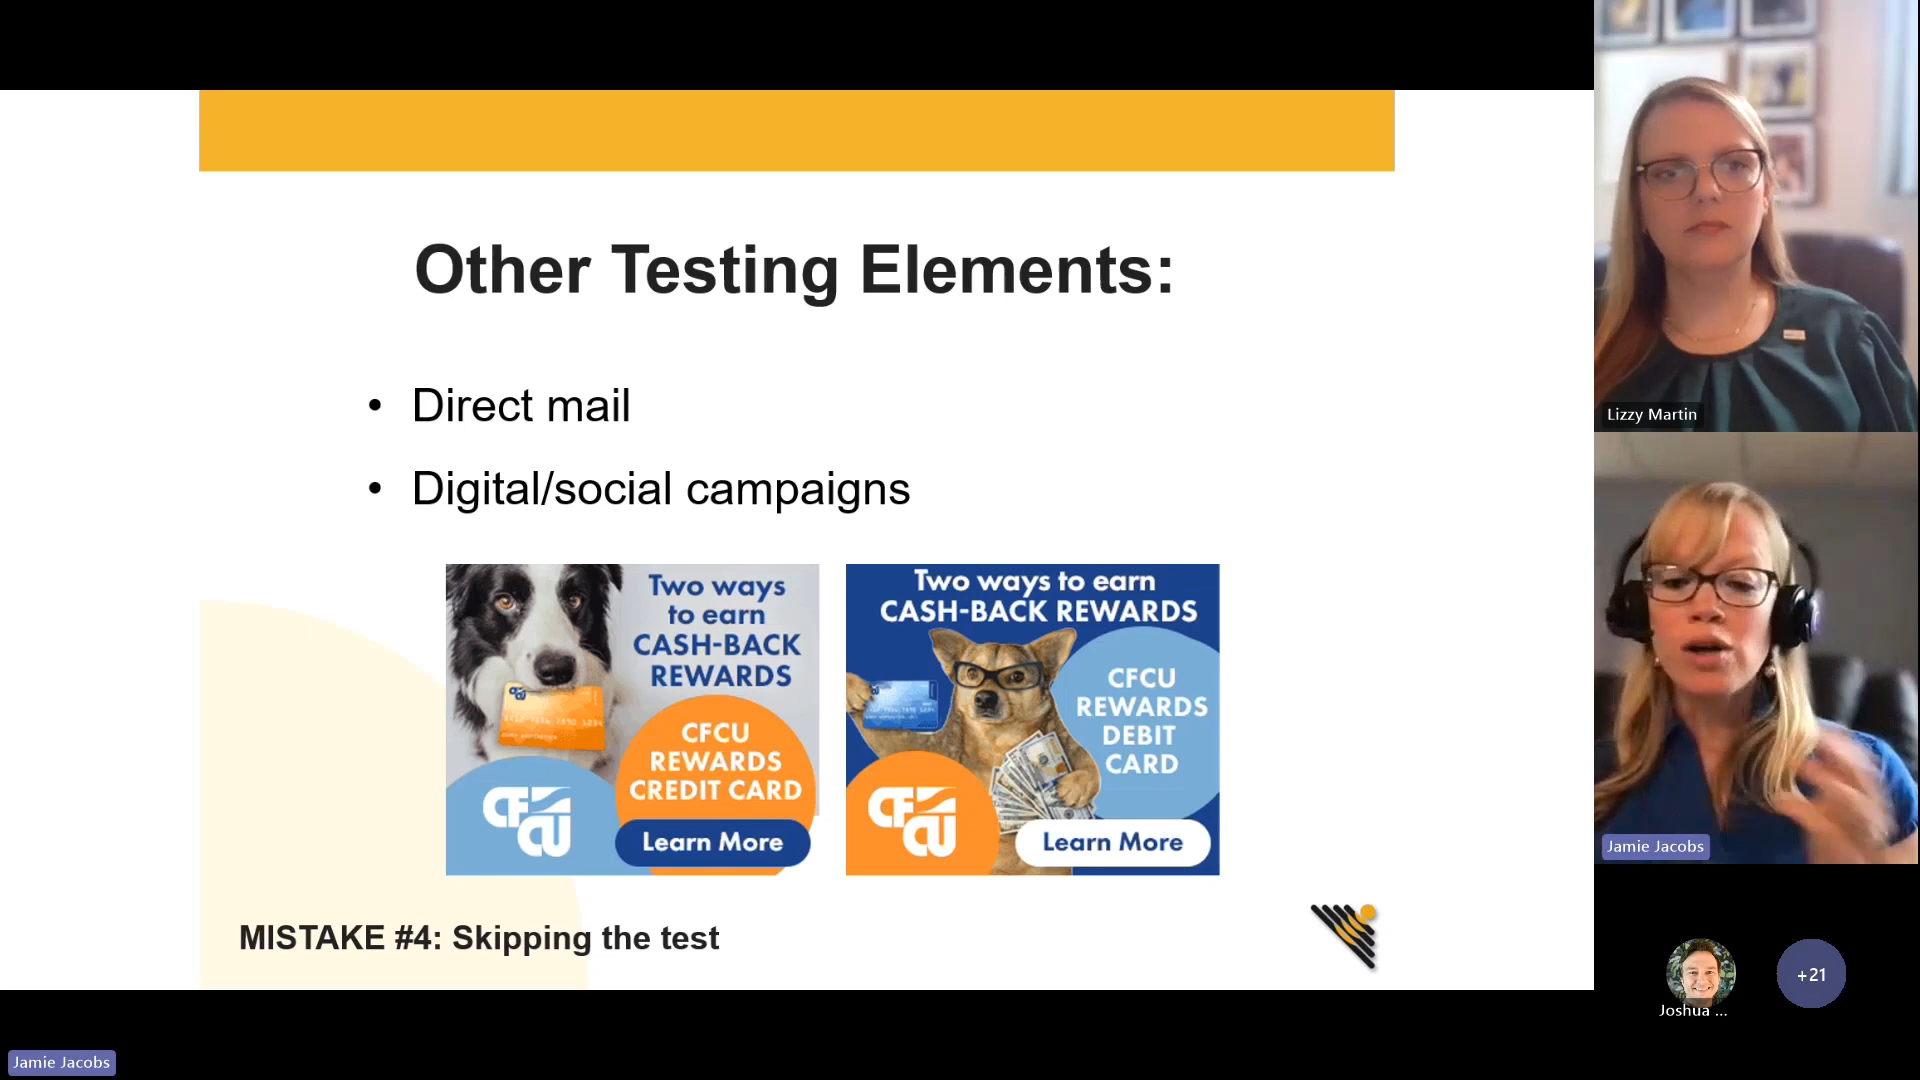 Other Testing Elements:
• Direct mail
• Digital/social campaigns
Two ways
to earn
CASH-BACK
REWARDS
CFCU
REWARDS
CREDIT CARD
CFCU
Learn More
Two ways to earn
CASH-BACK REWARDS
CFCU
REWARDS
DEBIT
CARD
CFCU
Learn More
MISTAKE #4: Skipping the test
Lizzy Martin
Jamie Jacobs
Joshua ...
+21
Jamie Jacobs